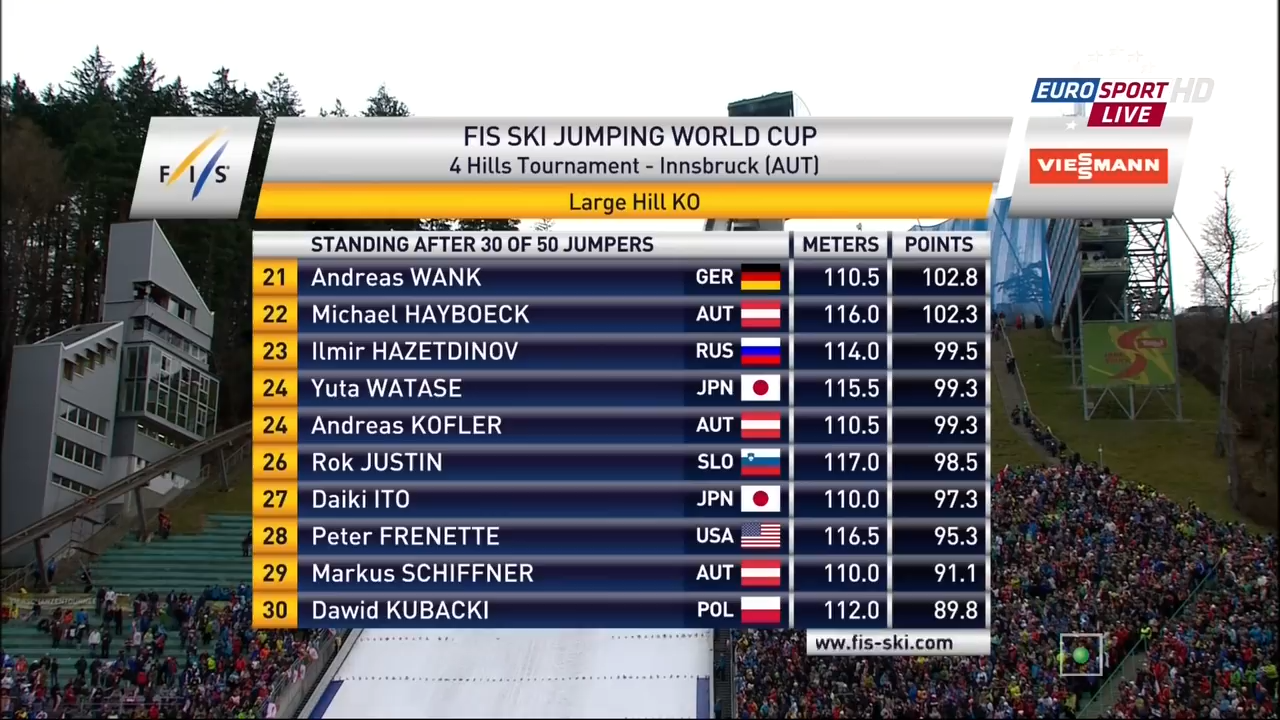 EUROSPORT HD
LIVE
FIS SKI JUMPING WORLD CUP
FIS
4 Hills Tournament - Innsbruck (AUT)
VIESSMANN
Large Hill KO
STANDING AFTER 30 OF 50 JUMPERS METERS POINTS
21 Andreas WANK GER 110.5 102.8
22 Michael HAYBOECK AUT 116.0 102.3
23 Ilmir HAZETDINOV RUS 114.0 99.5
24 Yuta WATASE JPN 115.5 99.3
24 Andreas KOFLER AUT 110.5 99.3
26 Rok JUSTIN SLO 117.0 98.5
27 Daiki ITO JPN 110.0 97.3
28 Peter FRENETTE USA 116.5 95.3
29 Markus SCHIFFNER AUT 110.0 91.1
30 Dawid KUBACKI POL 112.0 89.8
www.fis-ski.com